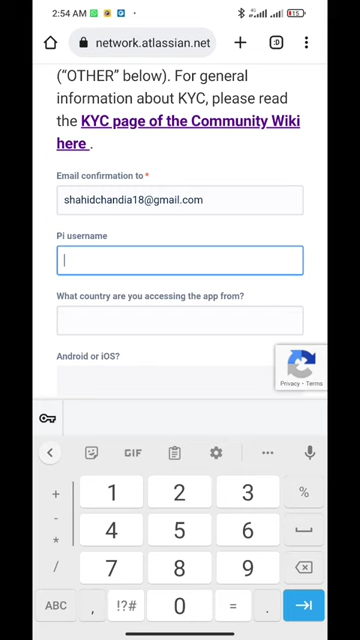 2:54 AM
4G
15
network.atlassian.net
:D
("OTHER" below). For general
information about KYC, please read
the KYC page of the Community Wiki
here .
Email confirmation to *
shahidchandia18@gmail.com
Pi username
What country are you accessing the app from?
Android or iOS?
Privacy - Terms
GIF
+ 1 2 3 %
- 4 5 6
*
/ 7 8 9
ABC , !?# 0 = .